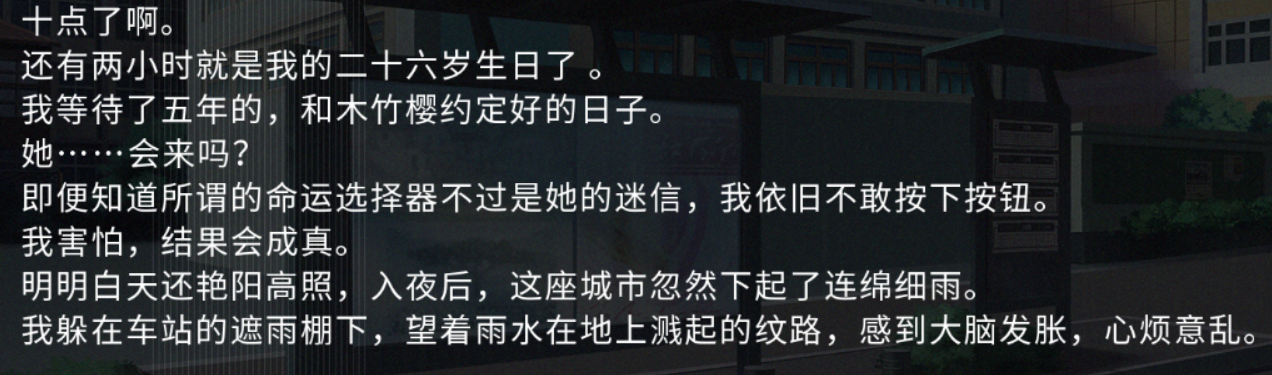 十点了啊。
还有两小时就是我的二十六岁生日了 。
我等待了五年的，和木竹樱约定好的日子。
她……会来吗？
即便知道所谓的命运选择器不过是她的迷信，我依旧不敢按下按钮。
我害怕，结果会成真。
明明白天还艳阳高照，入夜后，这座城市忽然下起了连绵细雨。
我躲在车站的遮雨棚下，望着雨水在地上溅起的纹路，感到大脑发胀，心烦意乱。